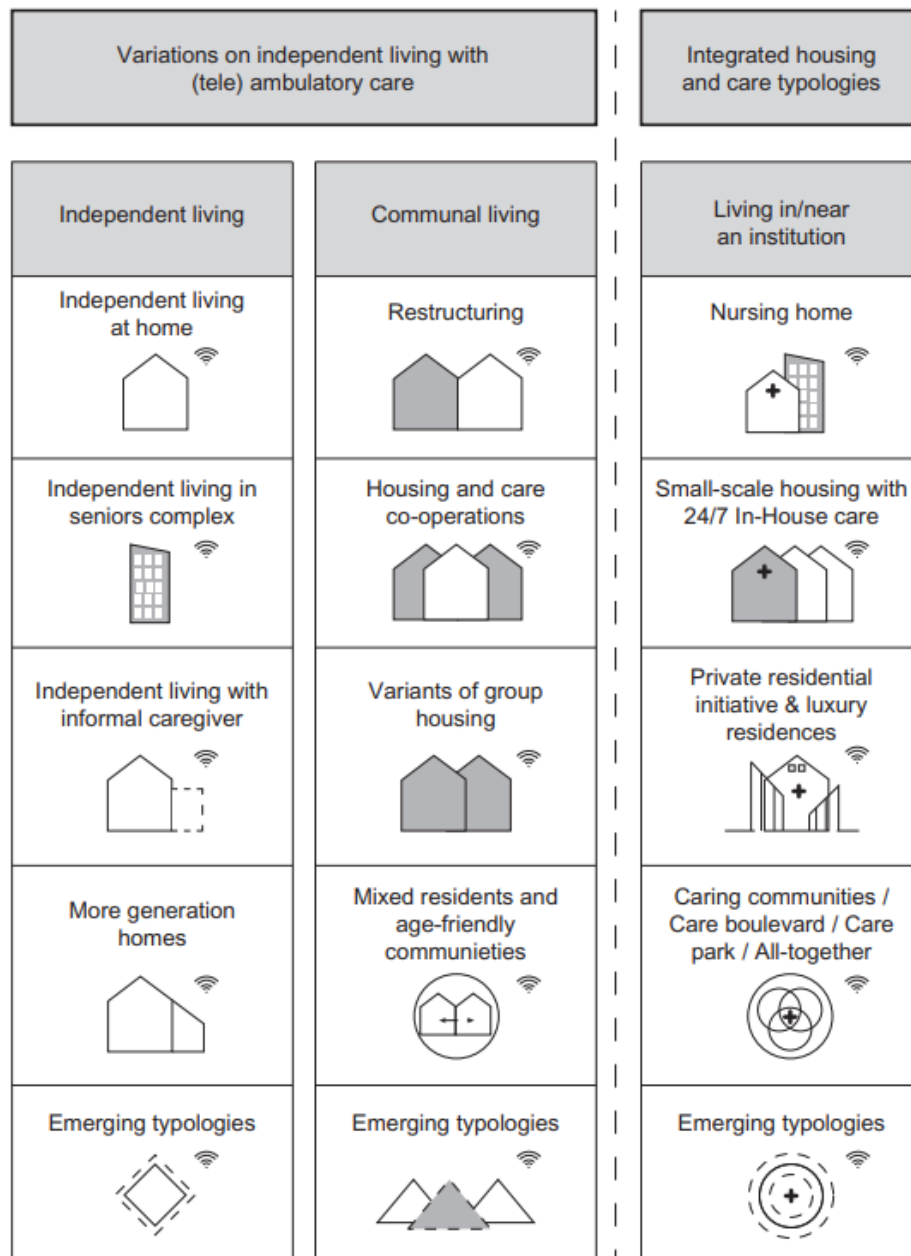 Variations on independent living with
(tele) ambulatory care
Integrated housing
and care typologies
Independent living
Communal living
Living in/near
an institution
Independent living
at home
Restructuring
Nursing home
Independent living in
seniors complex
Housing and care
co-operations
Small-scale housing with
24/7 In-House care
Independent living with
informal caregiver
Variants of group
housing
Private residential
initiative & luxury
residences
More generation
homes
Mixed residents and
age-friendly
communieties
Caring communities /
Care boulevard / Care
park / All-together
Emerging typologies
Emerging typologies
Emerging typologies